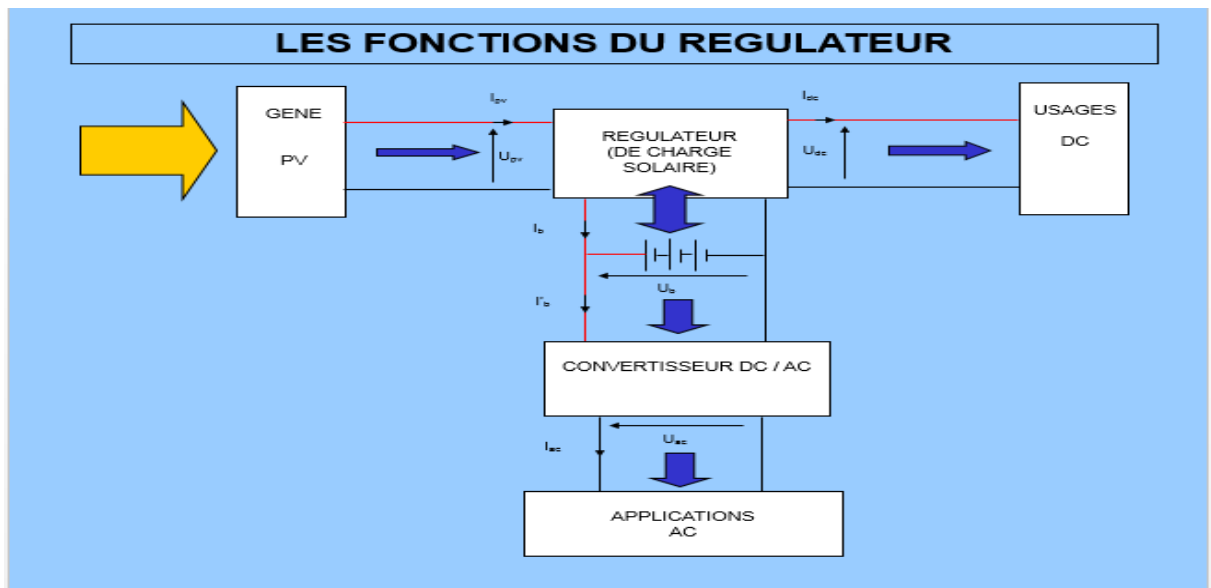 LES FONCTIONS DU REGULATEUR
GENE
PV
Ipv
Upv
REGULATEUR
(DE CHARGE
SOLAIRE)
Idc
Udc
USAGES
DC
Ib
Ub
I'b
CONVERTISSEUR DC / AC
Iac
Uac
APPLICATIONS
AC